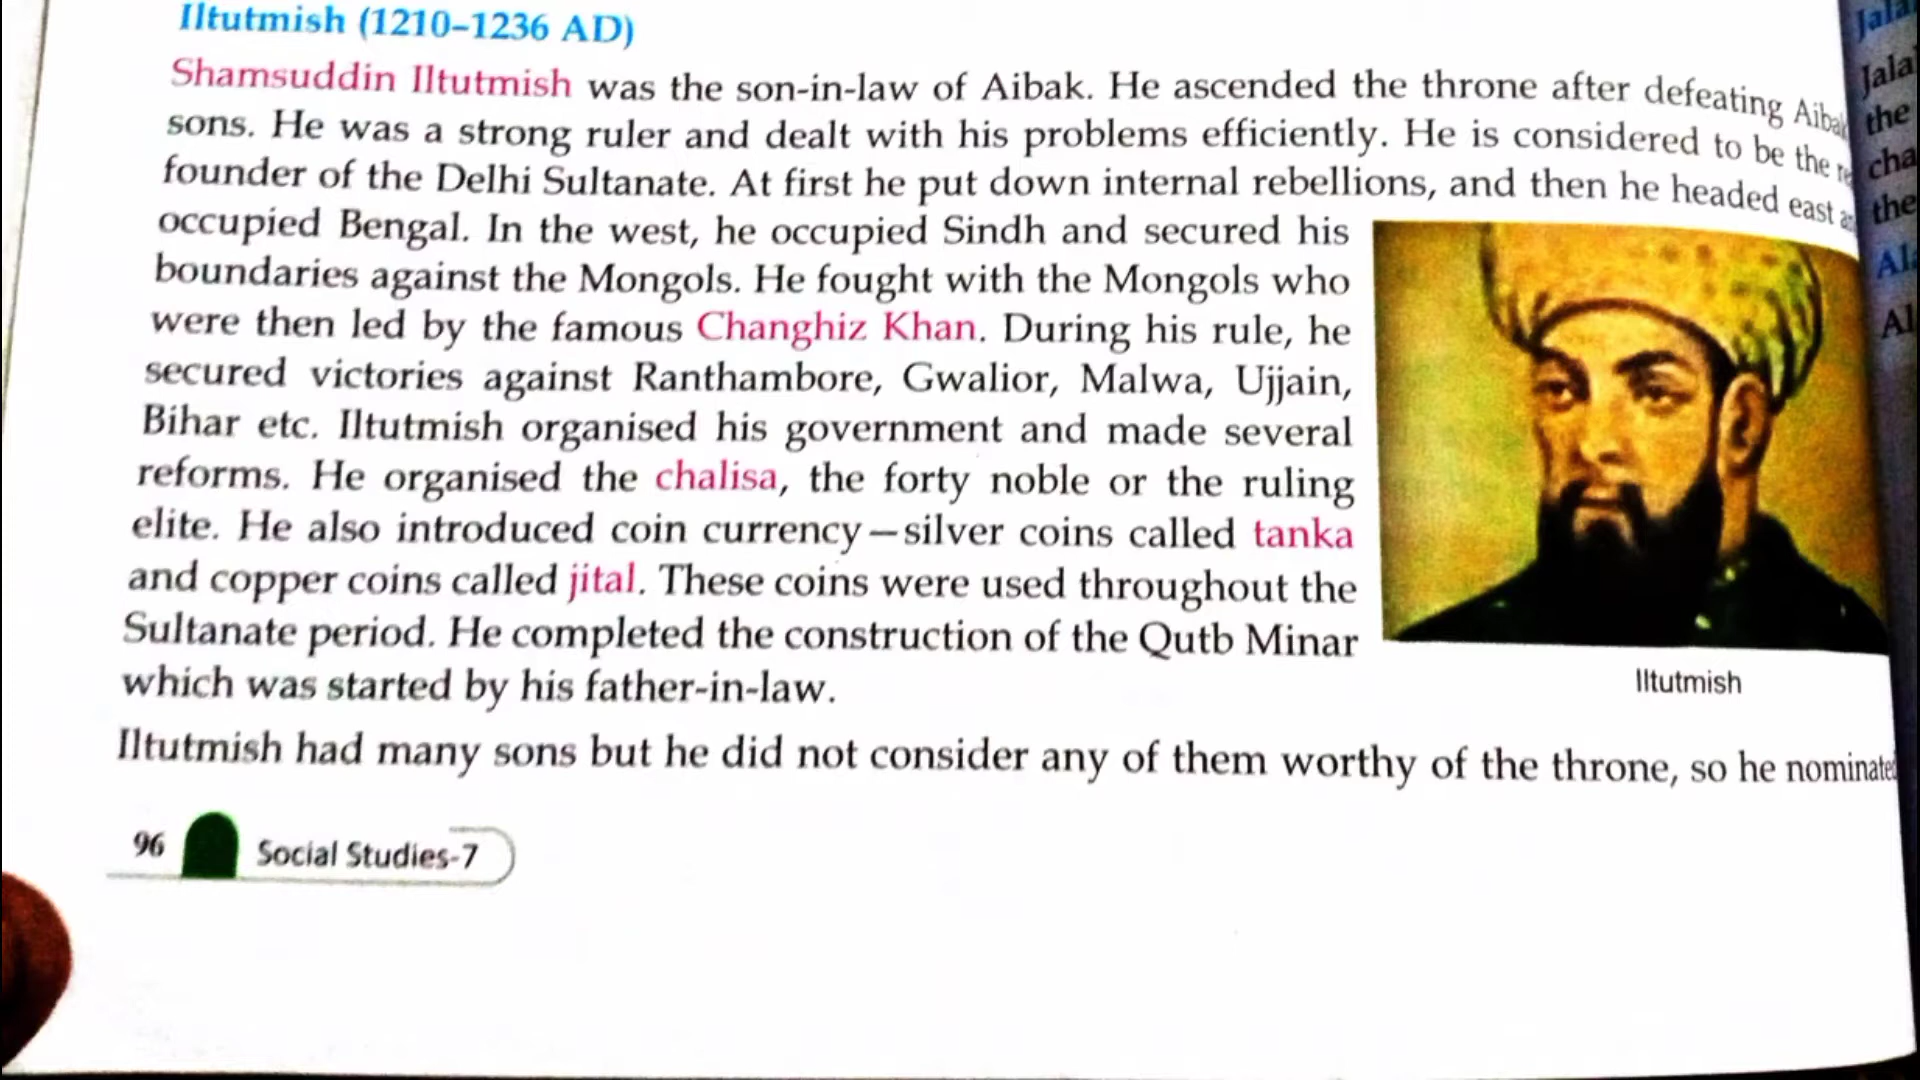 Iltutmish (1210–1236 AD)
Shamsuddin Iltutmish was the son-in-law of Aibak. He ascended the throne after defeating
sons. He was a strong ruler and dealt with his problems efficiently. He is considered to be the
founder of the Delhi Sultanate. At first he put down internal rebellions, and then he headed east
occupied Bengal. In the west, he occupied Sindh and secured his
boundaries against the Mongols. He fought with the Mongols who
were then led by the famous Changhiz Khan. During his rule, he
secured victories against Ranthambore, Gwalior, Malwa, Ujjain,
Bihar etc. Iltutmish organised his government and made several
reforms. He organised the chalisa, the forty noble or the ruling
elite. He also introduced coin currency—silver coins called tanka
and copper coins called jital. These coins were used throughout the
Sultanate period. He completed the construction of the Qutb Minar
which was started by his father-in-law.
Iltutmish
Iltutmish had many sons but he did not consider any of them worthy of the throne, so he nominated
96 Social Studies-7
the
the